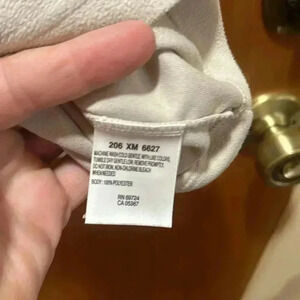 206 XM 6627
MACHINE WASH COLD GENTLE WITH LIKE COLORS,
TUMBLE DRY GENTLE LOW, REMOVE PROMPTLY,
DO NOT IRON, NON-CHLORINE BLEACH
WHEN NEEDED
BODY: 100% POLYESTER
RN 69724
CA 05367